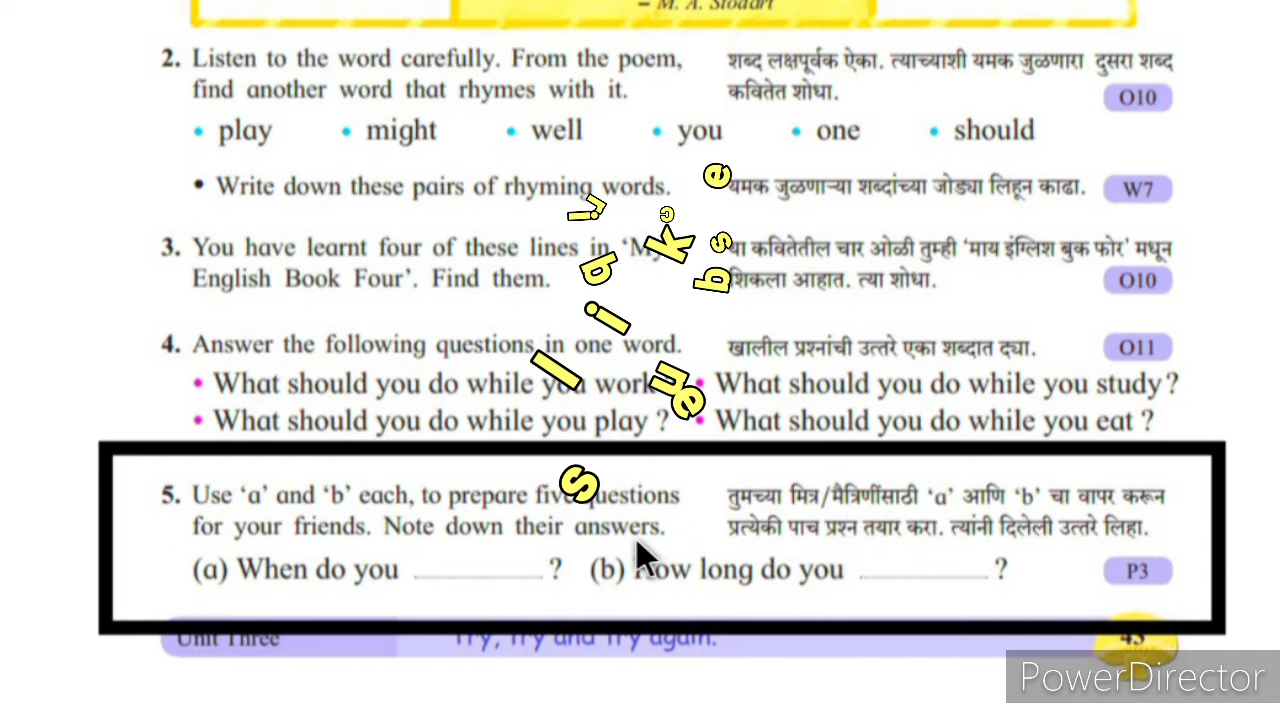 – M. A. Stodart
2. Listen to the word carefully. From the poem,
find another word that rhymes with it.
शब्द लक्षपूर्वक ऐका. त्याच्याशी यमक जुळणारा दुसरा शब्द
कवितेत शोधा.
O10
• play • might • well • you • one • should
• Write down these pairs of rhyming words.
यमक जुळणाऱ्या शब्दांच्या जोड्या लिहून काढा.
W7
3. You have learnt four of these lines in 'My
English Book Four'. Find them.
या कवितेतील चार ओळी तुम्ही 'माय इंग्लिश बुक फोर' मधून
शिकला आहात. त्या शोधा.
O10
4. Answer the following questions in one word.
खालील प्रश्नांची उत्तरे एका शब्दात द्या.
O11
• What should you do while you work • What should you do while you study?
• What should you do while you play ? • What should you do while you eat ?
5. Use 'a' and 'b' each, to prepare five questions
for your friends. Note down their answers.
तुमच्या मित्र/मैत्रिणींसाठी 'a' आणि 'b' चा वापर करून
प्रत्येकी पाच प्रश्न तयार करा. त्यांनी दिलेली उत्तरे लिहा.
(a) When do you ? (b) How long do you ?
P3
Unit Three
Try, Try and Try again.
43
PowerDirector